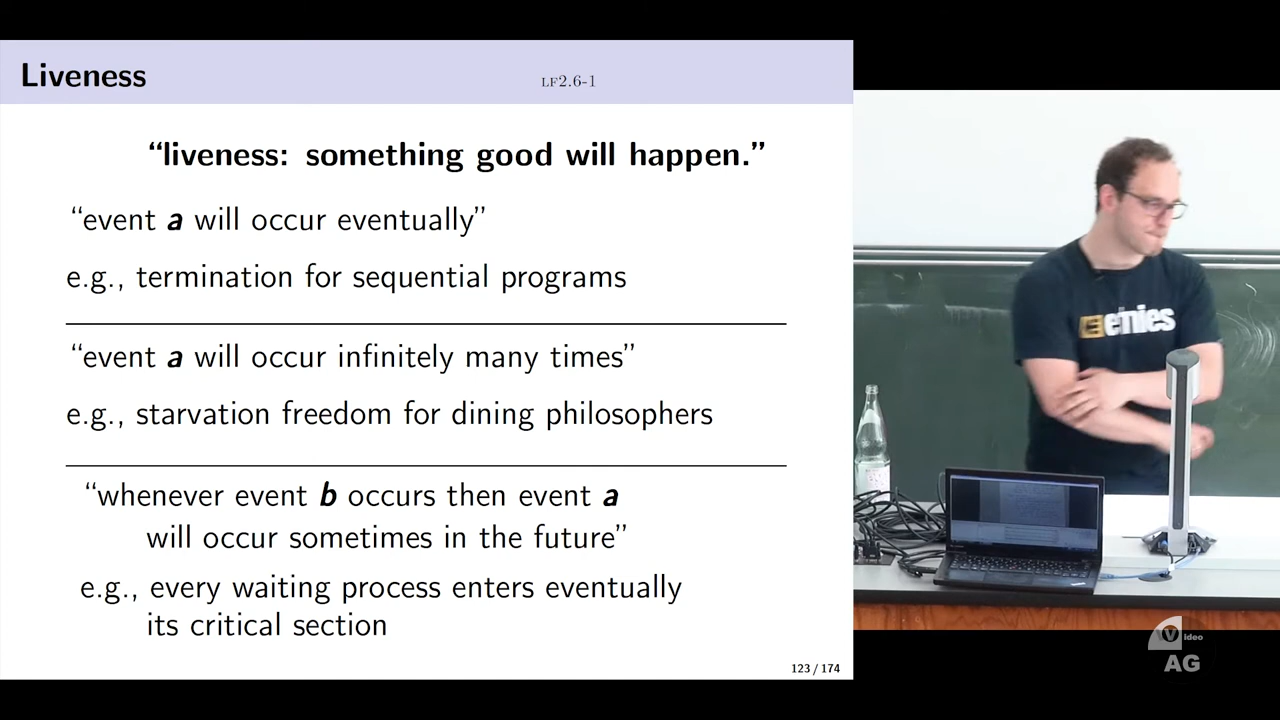 Liveness
LF2.6-1
“liveness: something good will happen.”
“event a will occur eventually”
e.g., termination for sequential programs
“event a will occur infinitely many times”
e.g., starvation freedom for dining philosophers
“whenever event b occurs then event a
will occur sometimes in the future”
e.g., every waiting process enters eventually
its critical section
123 / 174
Video
AG